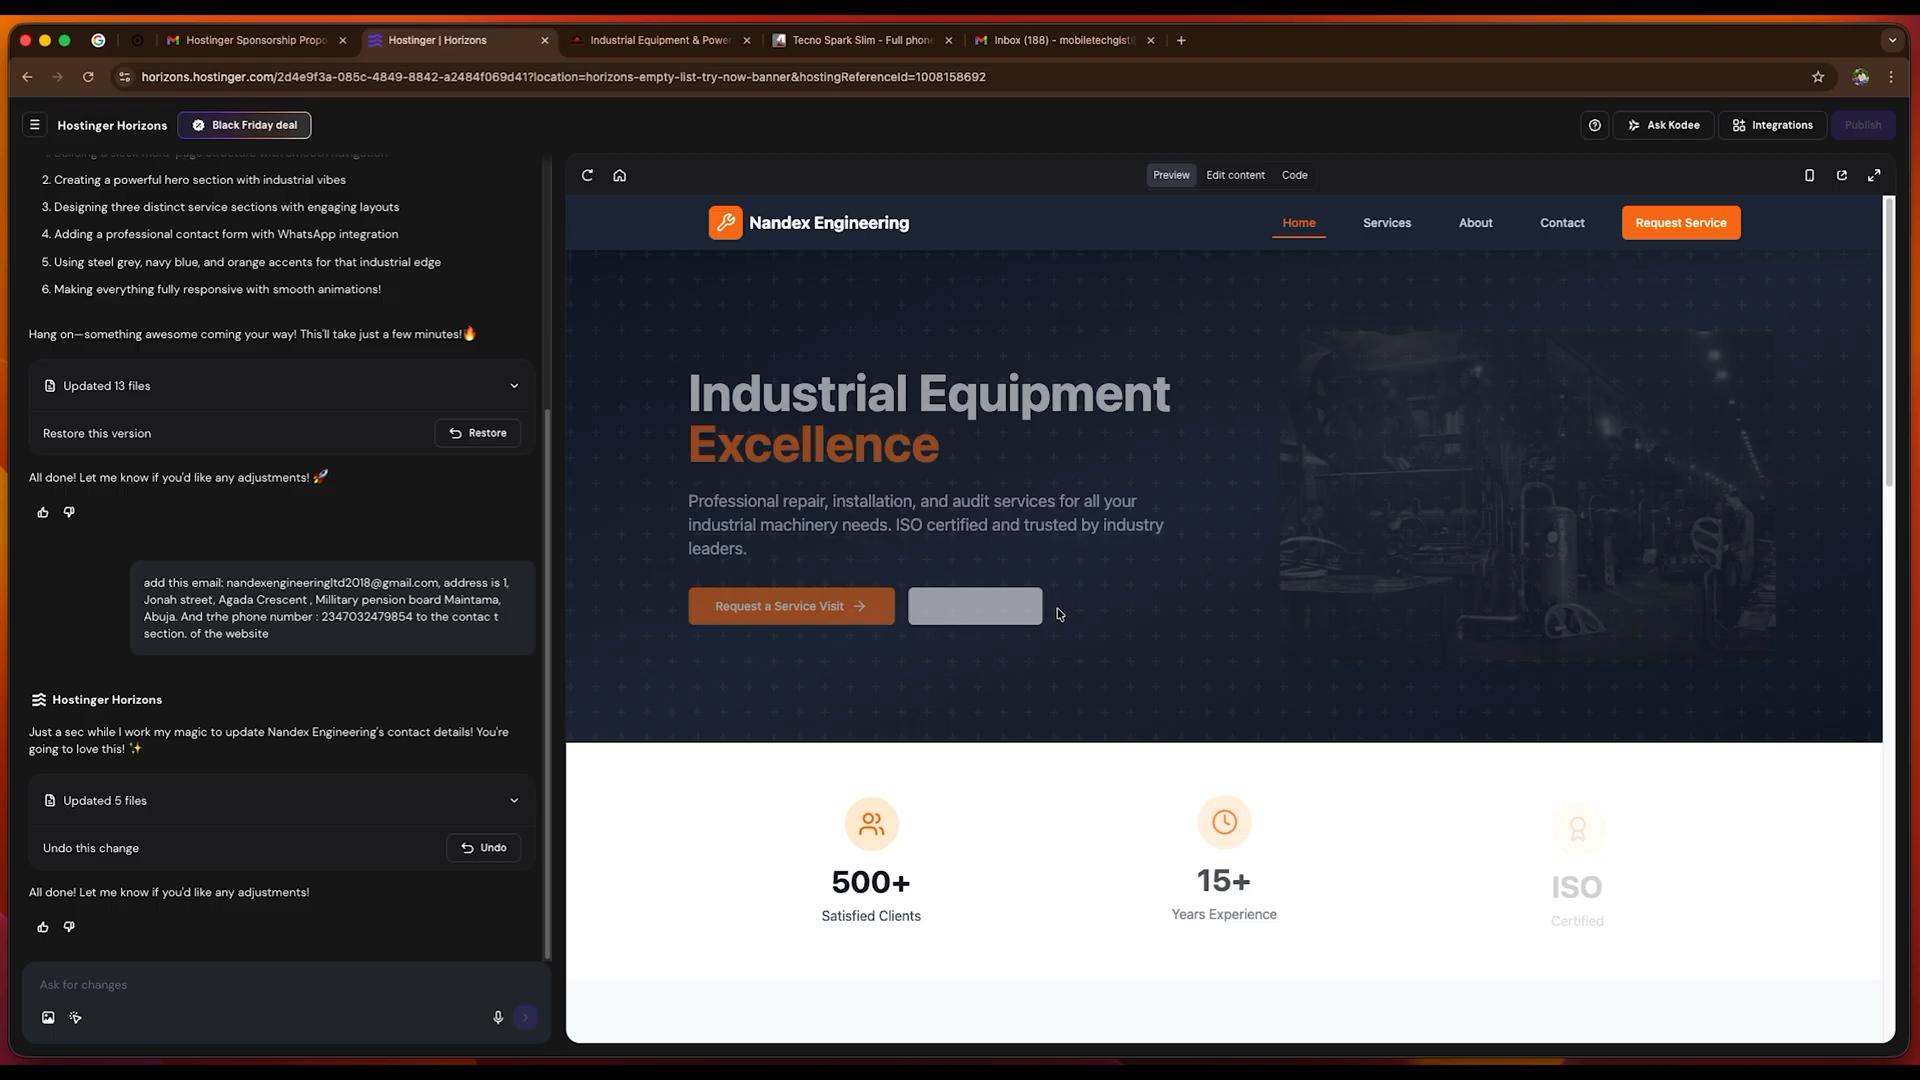 Hostinger Sponsorship Propo
Hostinger | Horizons
Industrial Equipment & Power
Tecno Spark Slim - Full phone
Inbox (188) - mobiletechgist
horizons.hostinger.com/2d4e9f3a-085c-4849-8842-a2484f069d41?location=horizons-empty-list-try-now-banner&hostingReferenceId=1008158692
Hostinger Horizons
Black Friday deal
Ask Kodee
Integrations
Publish
1. Building a sleek multi-page structure with smooth navigation
2. Creating a powerful hero section with industrial vibes
3. Designing three distinct service sections with engaging layouts
4. Adding a professional contact form with WhatsApp integration
5. Using steel grey, navy blue, and orange accents for that industrial edge
6. Making everything fully responsive with smooth animations!
Hang on—something awesome coming your way! This'll take just a few minutes!🔥
Updated 13 files
Restore this version
Restore
All done! Let me know if you'd like any adjustments! 🚀
add this email: nandexengineeringltd2018@gmail.com, address is 1,
Jonah street, Agada Crescent , Millitary pension board Maintama,
Abuja. And trhe phone number : 2347032479854 to the contac t
section. of the website
Hostinger Horizons
Just a sec while I work my magic to update Nandex Engineering's contact details! You're
going to love this! ✨
Updated 5 files
Undo this change
Undo
All done! Let me know if you'd like any adjustments!
Ask for changes
Preview
Edit content
Code
Nandex Engineering
Home
Services
About
Contact
Request Service
Industrial Equipment
Excellence
Professional repair, installation, and audit services for all your
industrial machinery needs. ISO certified and trusted by industry
leaders.
Request a Service Visit
500+
Satisfied Clients
15+
Years Experience
ISO
Certified